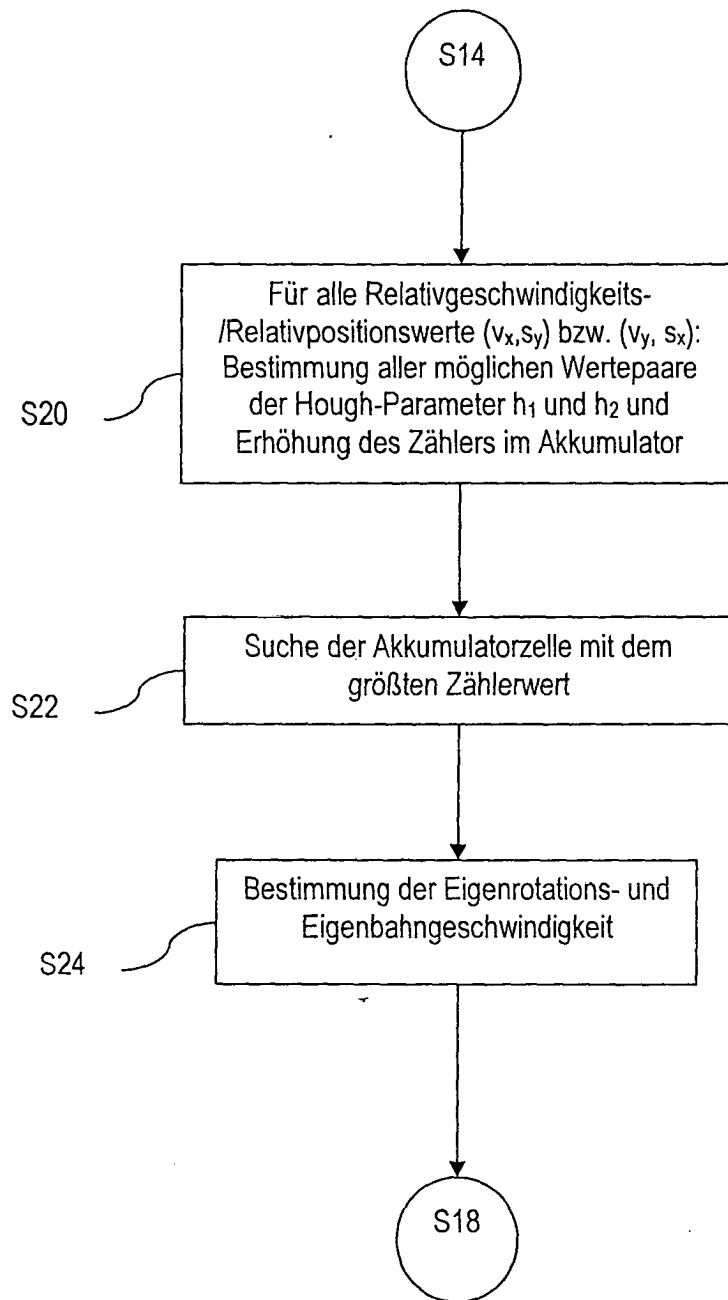 S14
Für alle Relativgeschwindigkeits-
/Relativpositionswerte (vₓ,s_y) bzw. (v_y, sₓ):
Bestimmung aller möglichen Wertepaare
der Hough-Parameter h₁ und h₂ und
Erhöhung des Zählers im Akkumulator
S20
Suche der Akkumulatorzelle mit dem
größten Zählerwert
S22
Bestimmung der Eigenrotations- und
Eigenbahngeschwindigkeit
S24
S18